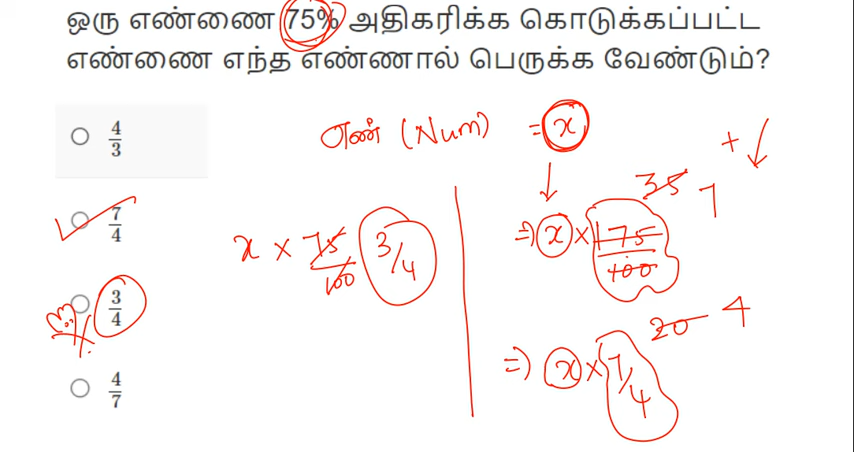 ஒரு எண்ணை 75% அதிகரிக்க கொடுக்கப்பட்ட
எண்ணை எந்த எண்ணால் பெருக்க வேண்டும்?
4/3
7/4
3/4
4/7
எண் (Num) = x
x × 75/100 3/4
+
35 7
⇒ x × 175/100
20 4
⇒ x × 7/4